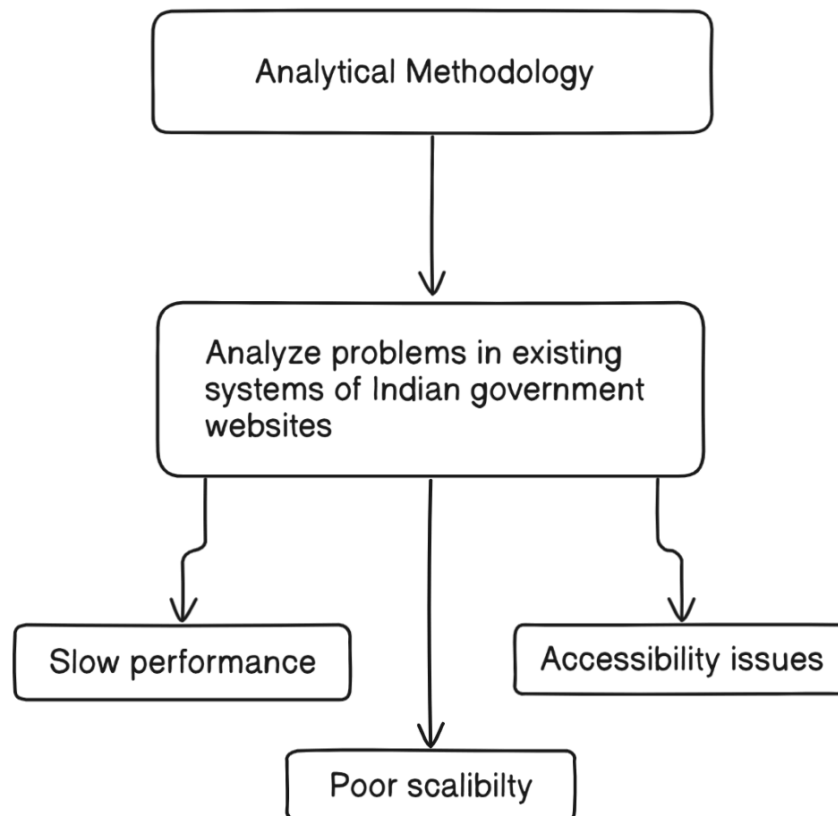 Analytical Methodology
Analyze problems in existing
systems of Indian government
websites
Slow performance
Accessibility issues
Poor scalibilty